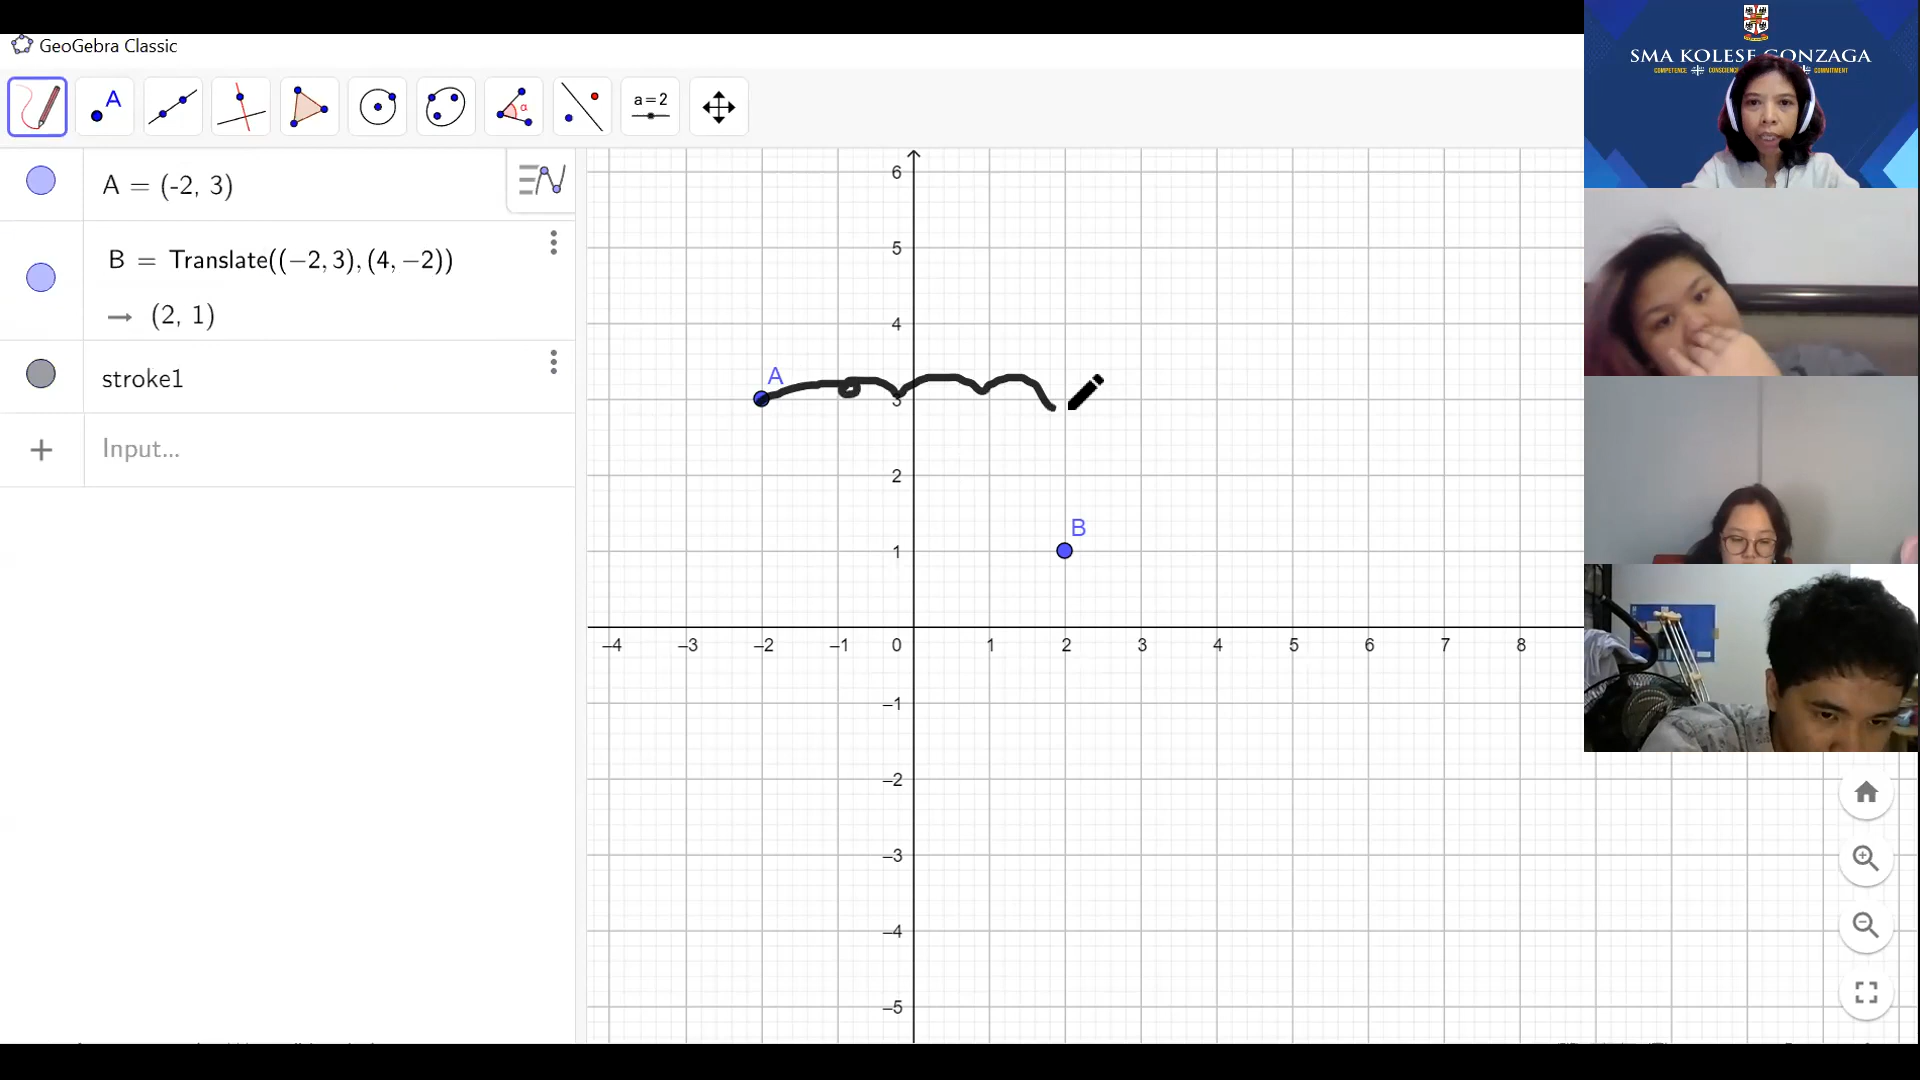 GeoGebra Classic
A
α
a=2
A = (-2, 3)
B = Translate((−2, 3), (4, −2))
→ (2, 1)
stroke1
+ Input...
6
5
4
3
2
1
A
B
–4 –3 –2 –1 0 1 2 3 4 5 6 7 8
–1
–2
–3
–4
–5
SMA KOLESE GONZAGA
COMPETENCE
COMMITMENT